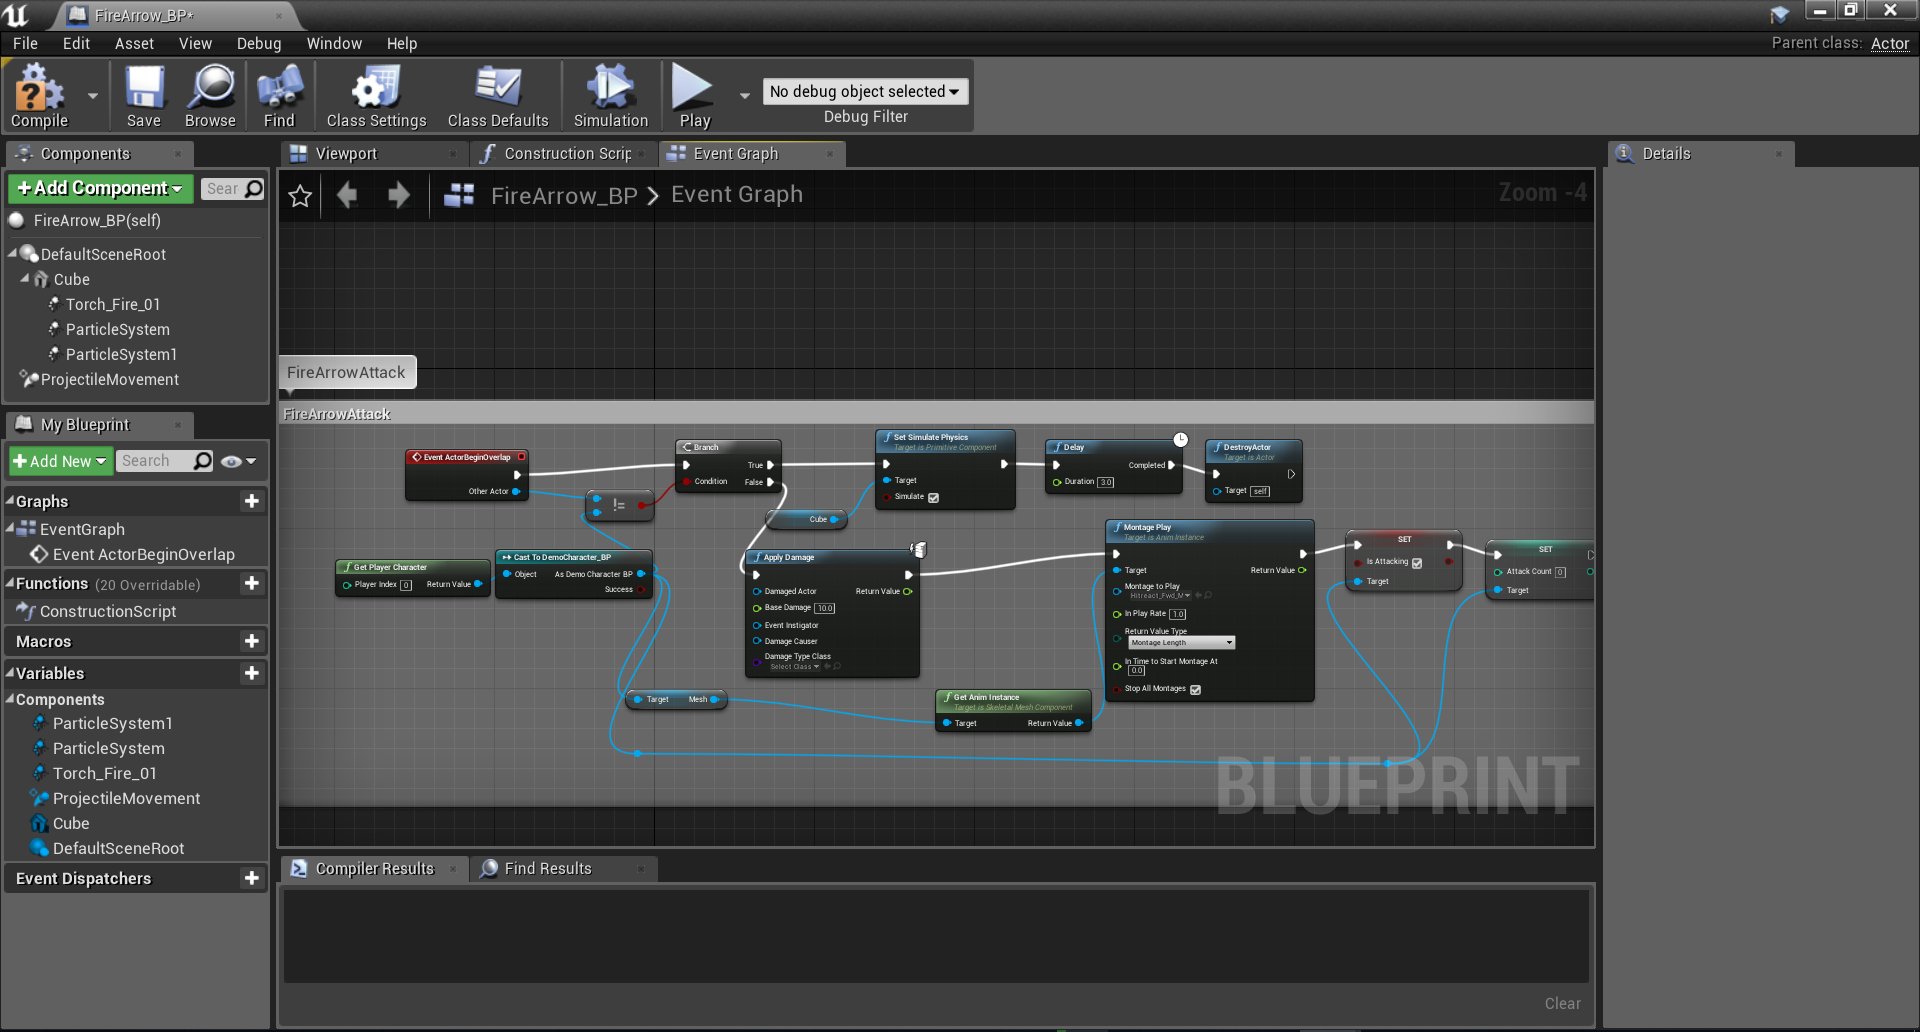 FireArrow_BP*
File Edit Asset View Debug Window Help
Parent class: Actor
Compile
Save
Browse
Find
Class Settings
Class Defaults
Simulation
Play
No debug object selected
Debug Filter
Components
+Add Component
Sear
FireArrow_BP(self)
DefaultSceneRoot
Cube
Torch_Fire_01
ParticleSystem
ParticleSystem1
ProjectileMovement
My Blueprint
+Add New
Search
Graphs
EventGraph
Event ActorBeginOverlap
Functions (20 Overridable)
ConstructionScript
Macros
Variables
Components
ParticleSystem1
ParticleSystem
Torch_Fire_01
ProjectileMovement
Cube
DefaultSceneRoot
Event Dispatchers
Viewport
Construction Scrip
Event Graph
FireArrow_BP > Event Graph
Zoom -4
FireArrowAttack
FireArrowAttack
Event ActorBeginOverlap
Other Actor
!=
Get Player Character
Player Index 0
Return Value
Cast To DemoCharacter_BP
Object
As Demo Character BP
Success
Branch
True
Condition
False
Cube
Set Simulate Physics
Target is Primitive Component
Target
Simulate
Delay
Completed
Duration 3.0
DestroyActor
Target is Actor
Target self
Apply Damage
Damaged Actor
Return Value
Base Damage 10.0
Event Instigator
Damage Causer
Damage Type Class
Select Class
Target Mesh
Get Anim Instance
Target is Skeletal Mesh Component
Target
Return Value
Montage Play
Target is Anim Instance
Target
Return Value
Montage to Play
Hitreact_Fwd_M
In Play Rate 1.0
Return Value Type
Montage Length
In Time to Start Montage At
0.0
Stop All Montages
SET
Is Attacking
Target
SET
Attack Count 0
Target
BLUEPRINT
Details
Compiler Results
Find Results
Clear